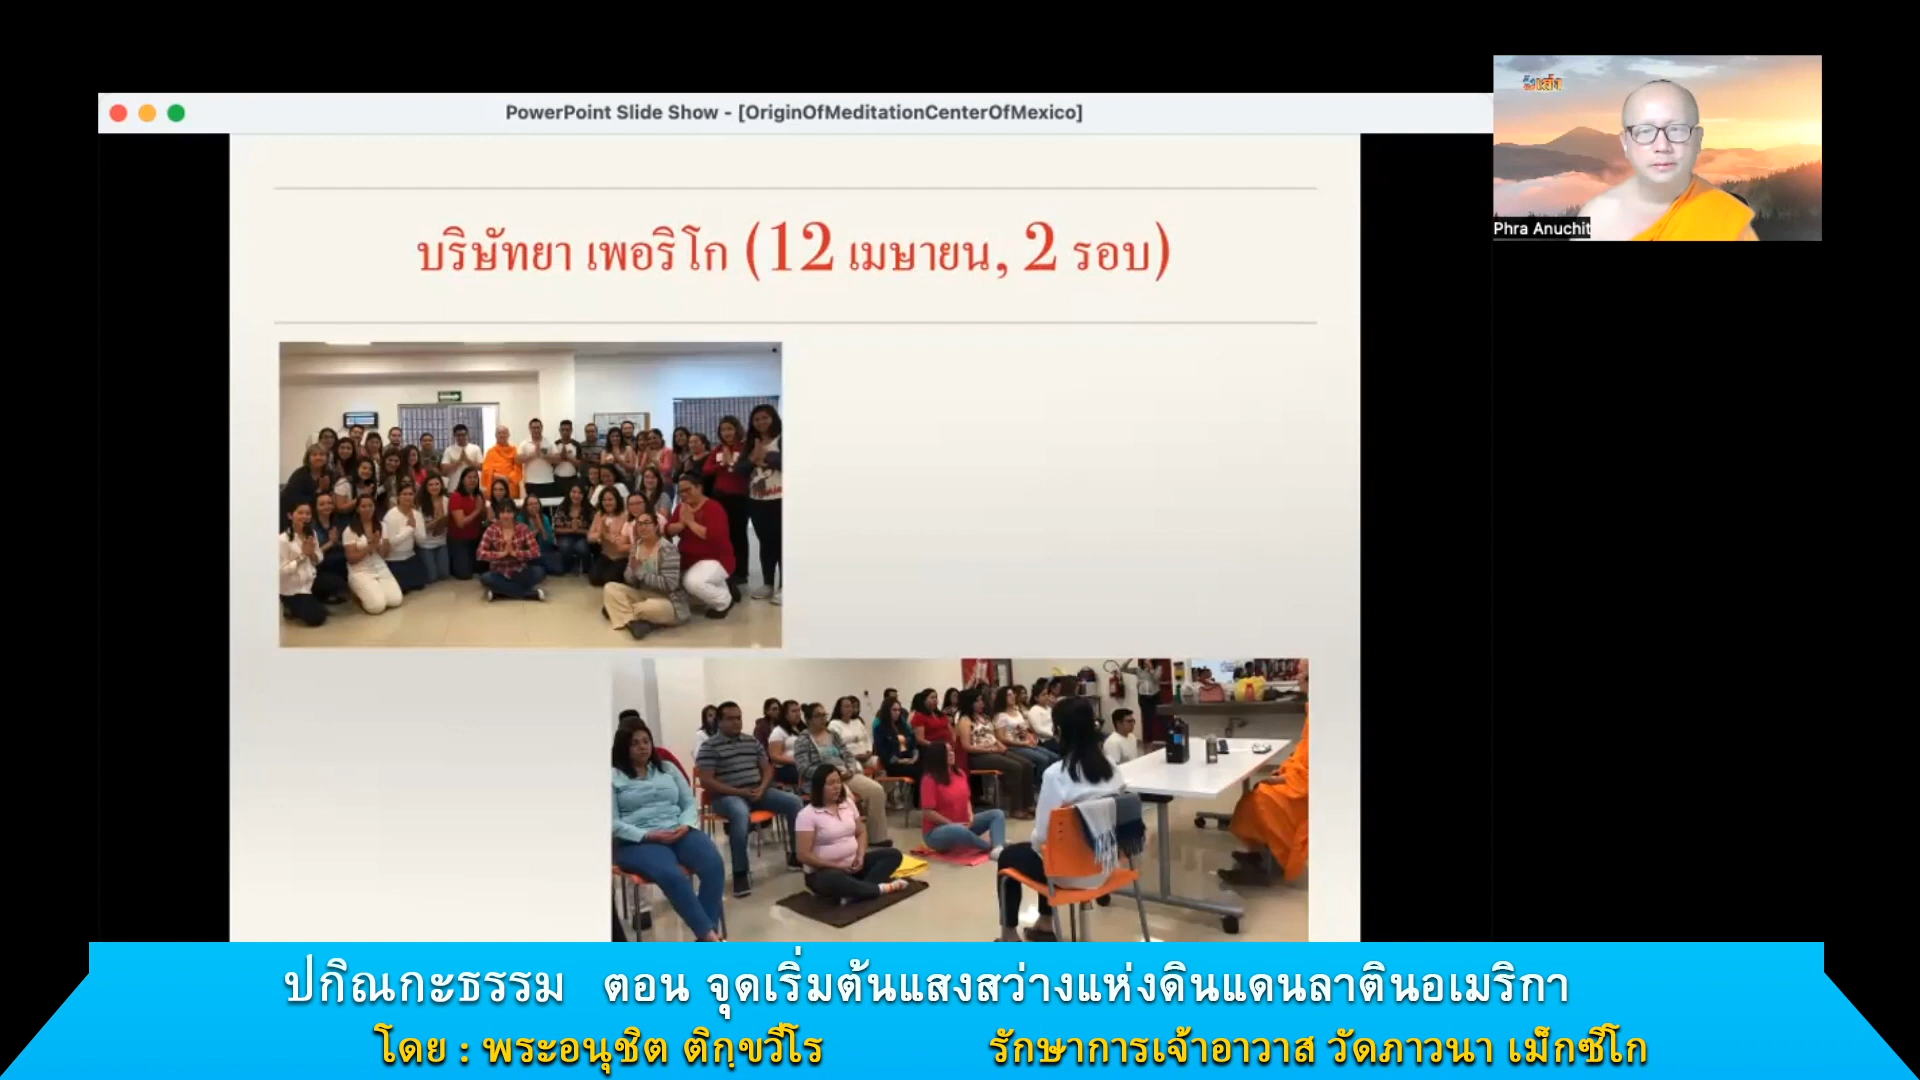 PowerPoint Slide Show - [OriginOfMeditationCenterOfMexico]
Phra Anuchit
บริษัทยา เพอริโก (12 เมษายน, 2 รอบ)
ปกิณกะธรรม ตอน จุดเริ่มต้นแสงสว่างแห่งดินแดนลาตินอเมริกา
โดย : พระอนุชิต ติกฺขวีโร รักษาการเจ้าอาวาส วัดภาวนา เม็กซิโก